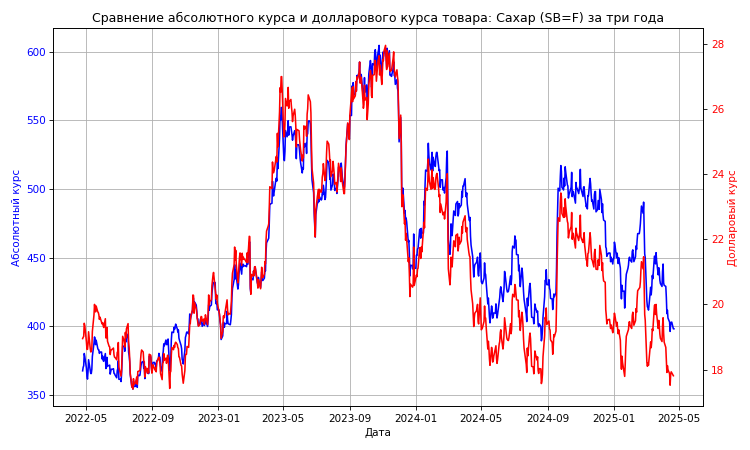 Сравнение абсолютного курса и долларового курса товара: Сахар (SB=F) за три года
Абсолютный курс
600
550
500
450
400
350
28
26
24
22
20
18
Долларовый курс
2022-05 2022-09 2023-01 2023-05 2023-09 2024-01 2024-05 2024-09 2025-01 2025-05
Дата